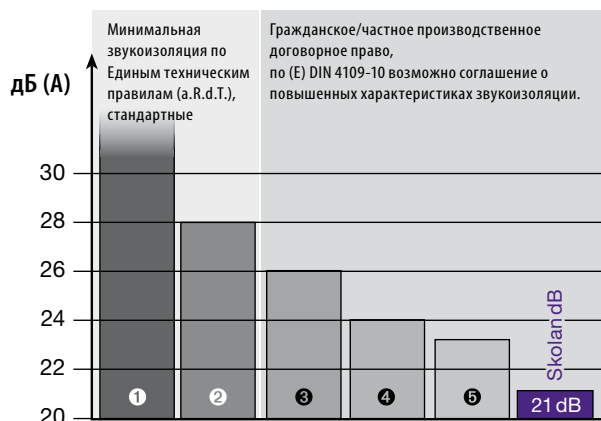 Минимальная
звукоизоляция по
Единым техническим
правилам (a.R.d.T.),
стандартные
Гражданское/частное производственное
договорное право,
по (E) DIN 4109-10 возможно соглашение о
повышенных характеристиках звукоизоляции.
дБ (A)
30
28
26
24
22
20
❶
❷
❸
❹
❺
Skolan dB
21 dB